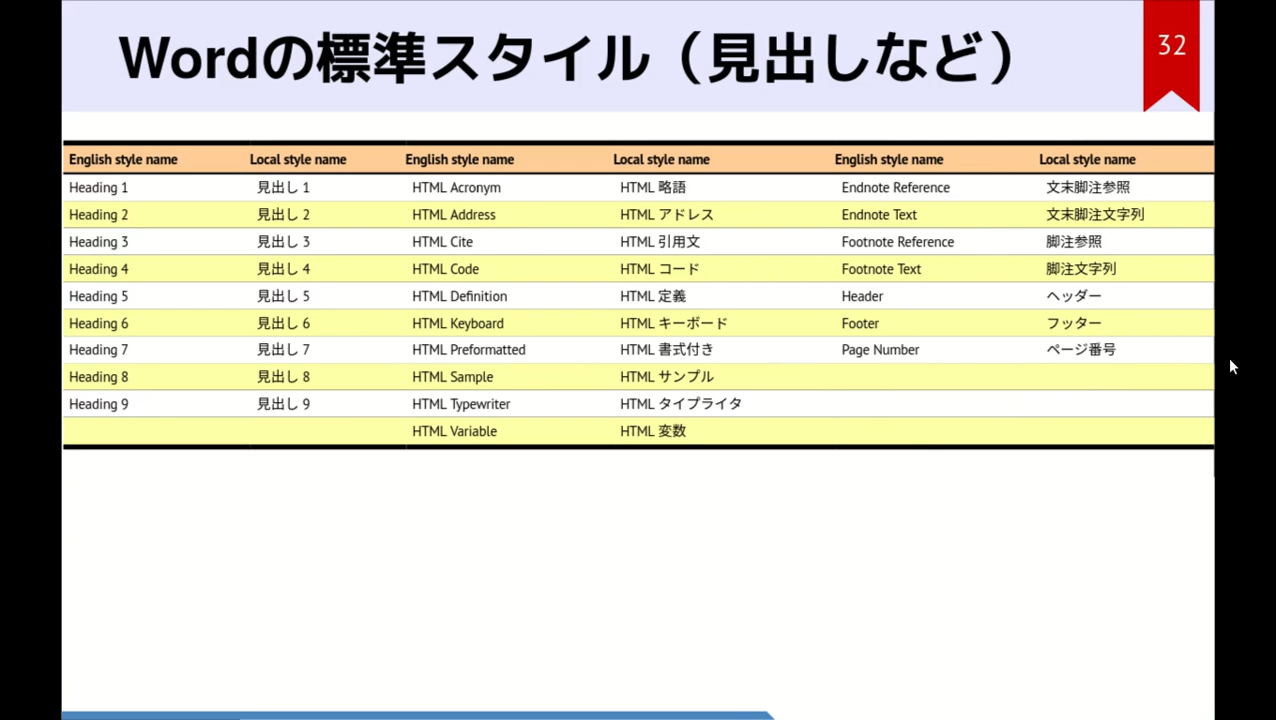 Wordの標準スタイル（見出しなど）
32
English style name Local style name English style name Local style name English style name Local style name
Heading 1 見出し 1 HTML Acronym HTML 略語 Endnote Reference 文末脚注参照
Heading 2 見出し 2 HTML Address HTML アドレス Endnote Text 文末脚注文字列
Heading 3 見出し 3 HTML Cite HTML 引用文 Footnote Reference 脚注参照
Heading 4 見出し 4 HTML Code HTML コード Footnote Text 脚注文字列
Heading 5 見出し 5 HTML Definition HTML 定義 Header ヘッダー
Heading 6 見出し 6 HTML Keyboard HTML キーボード Footer フッター
Heading 7 見出し 7 HTML Preformatted HTML 書式付き Page Number ページ番号
Heading 8 見出し 8 HTML Sample HTML サンプル
Heading 9 見出し 9 HTML Typewriter HTML タイプライタ
HTML Variable HTML 変数